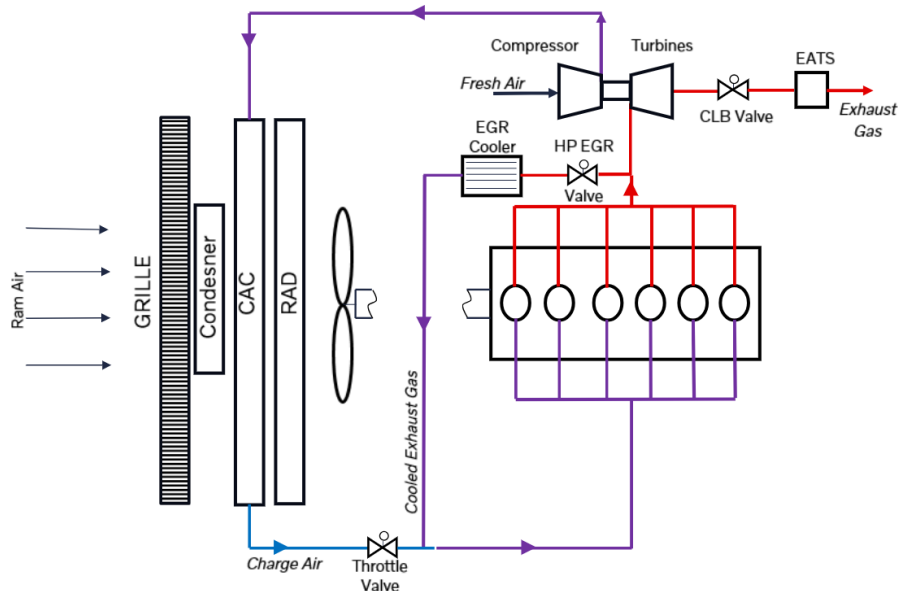 Compressor
Turbines
EATS
Fresh Air
CLB Valve
Exhaust
Gas
EGR
Cooler
HP EGR
Valve
Ram Air
GRILLE
Condesner
CAC
RAD
Cooled Exhaust Gas
Charge Air
Throttle
Valve